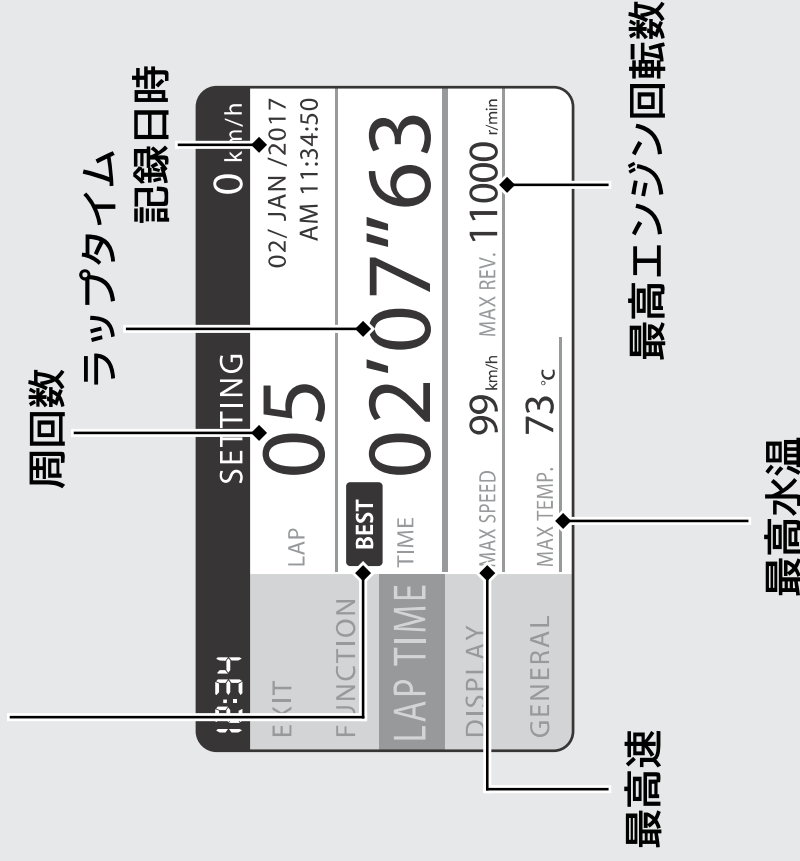 周回数
ラップタイム
記録日時
12:34 SETTING 0 km/h
EXIT
FUNCTION
LAP TIME
DISPLAY
GENERAL
LAP 05
02/ JAN /2017
AM 11:34:50
BEST
TIME 02'07"63
MAX SPEED 99 km/h MAX REV. 11000 r/min
MAX TEMP. 73 °C
最高速
最高エンジン回転数
最高水温